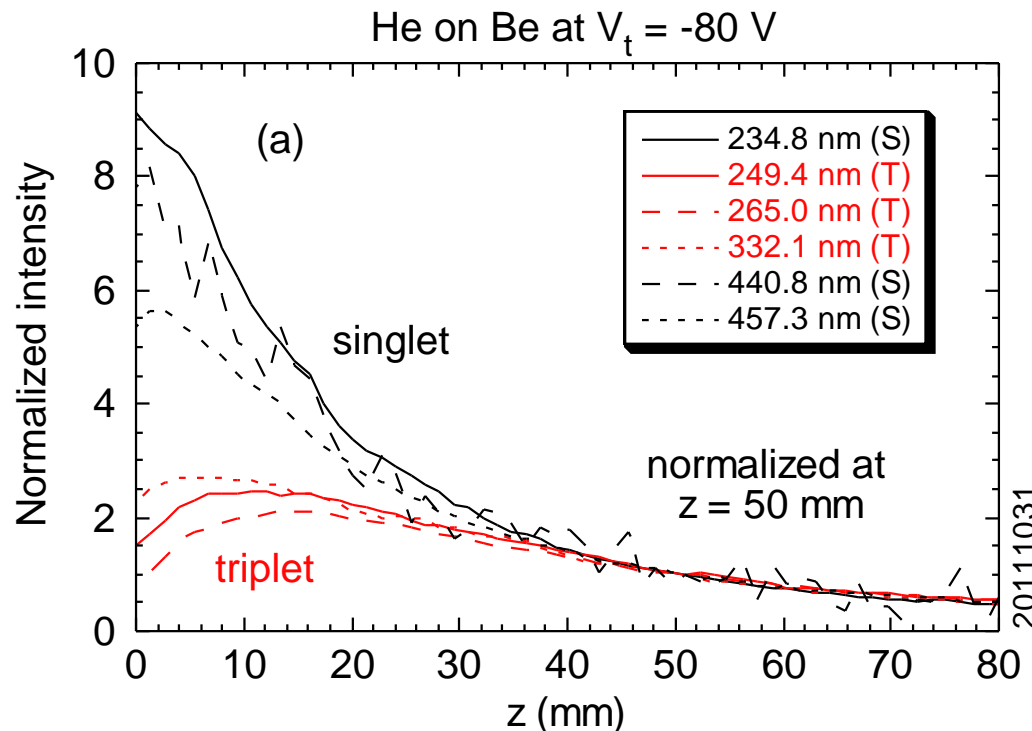 He on Be at Vt = -80 V
(a)
234.8 nm (S)
249.4 nm (T)
265.0 nm (T)
332.1 nm (T)
440.8 nm (S)
457.3 nm (S)
singlet
triplet
normalized at
z = 50 mm
Normalized intensity
10
8
6
4
2
0
0 10 20 30 40 50 60 70 80
z (mm)
20111031